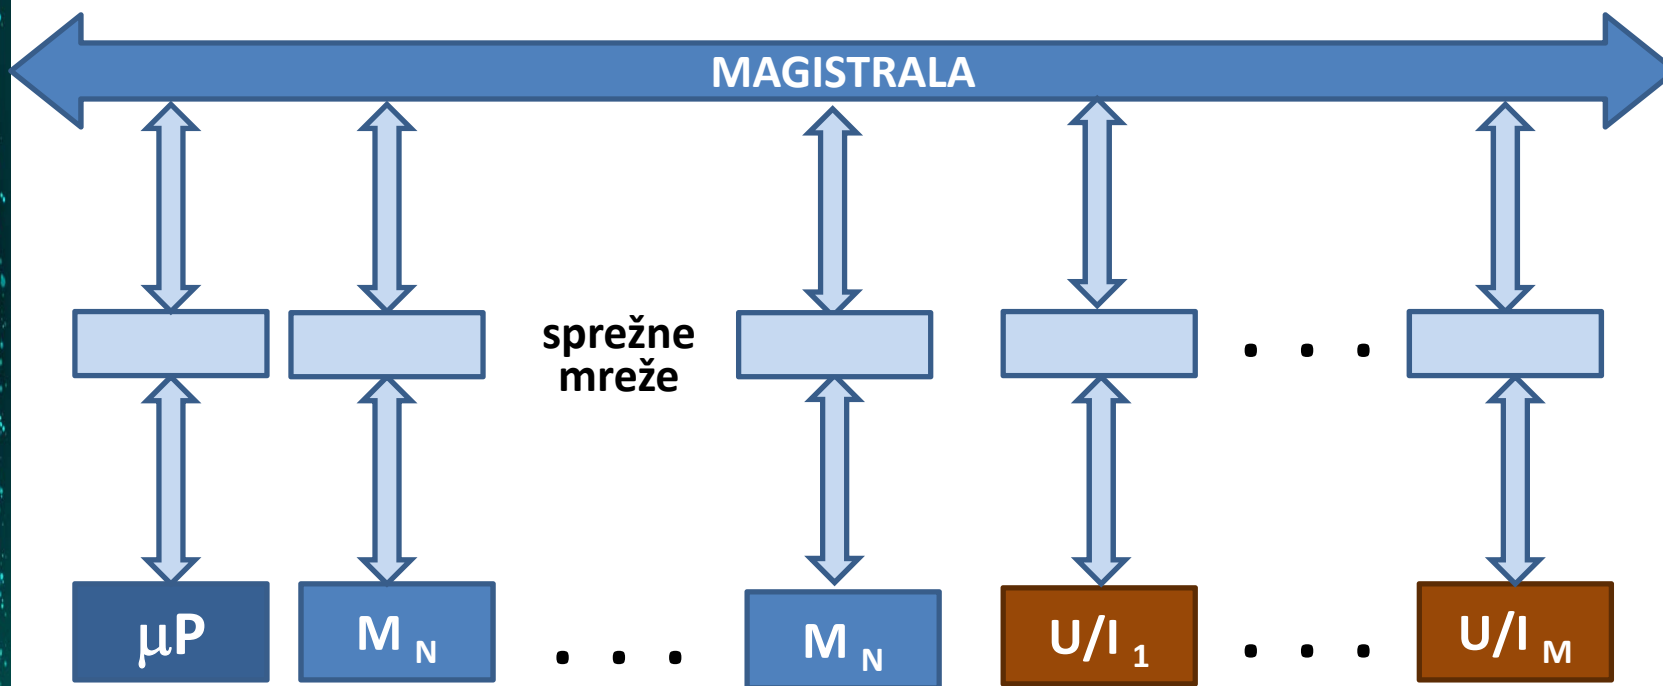 MAGISTRALA
sprežne
mreže
. . .
μP
M N
. . .
M N
U/I 1
. . .
U/I M